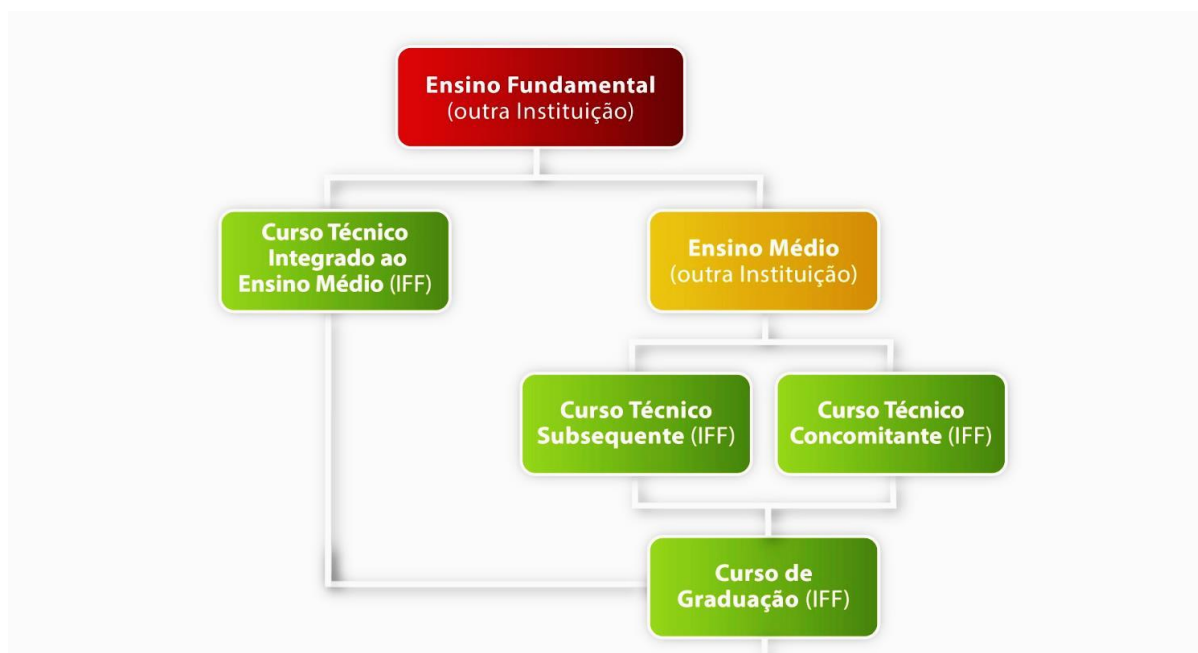 Ensino Fundamental
(outra Instituição)
Curso Técnico
Integrado ao
Ensino Médio (IFF)
Ensino Médio
(outra Instituição)
Curso Técnico
Subsequente (IFF)
Curso Técnico
Concomitante (IFF)
Curso de
Graduação (IFF)